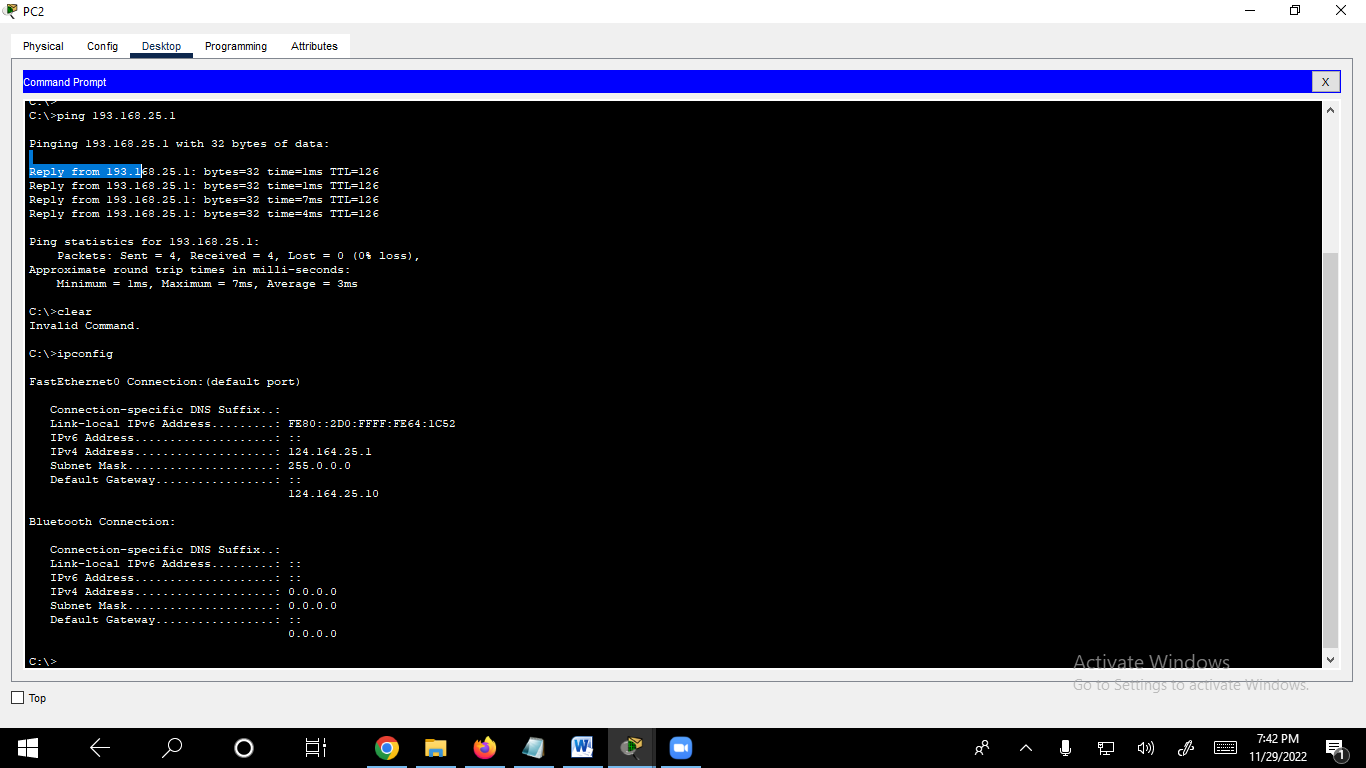 PC2
Physical Config Desktop Programming Attributes
Command Prompt
X
C:\>
C:\>ping 193.168.25.1
Pinging 193.168.25.1 with 32 bytes of data:
Reply from 193.168.25.1: bytes=32 time=1ms TTL=126
Reply from 193.168.25.1: bytes=32 time=1ms TTL=126
Reply from 193.168.25.1: bytes=32 time=7ms TTL=126
Reply from 193.168.25.1: bytes=32 time=4ms TTL=126
Ping statistics for 193.168.25.1:
Packets: Sent = 4, Received = 4, Lost = 0 (0% loss),
Approximate round trip times in milli-seconds:
Minimum = 1ms, Maximum = 7ms, Average = 3ms
C:\>clear
Invalid Command.
C:\>ipconfig
FastEthernet0 Connection:(default port)
Connection-specific DNS Suffix..:
Link-local IPv6 Address.........: FE80::2D0:FFFF:FE64:1C52
IPv6 Address....................: ::
IPv4 Address....................: 124.164.25.1
Subnet Mask.....................: 255.0.0.0
Default Gateway.................: ::
124.164.25.10
Bluetooth Connection:
Connection-specific DNS Suffix..:
Link-local IPv6 Address.........: ::
IPv6 Address....................: ::
IPv4 Address....................: 0.0.0.0
Subnet Mask.....................: 0.0.0.0
Default Gateway.................: ::
0.0.0.0
C:\>
Activate Windows
Go to Settings to activate Windows.
Top
7:42 PM
11/29/2022
1